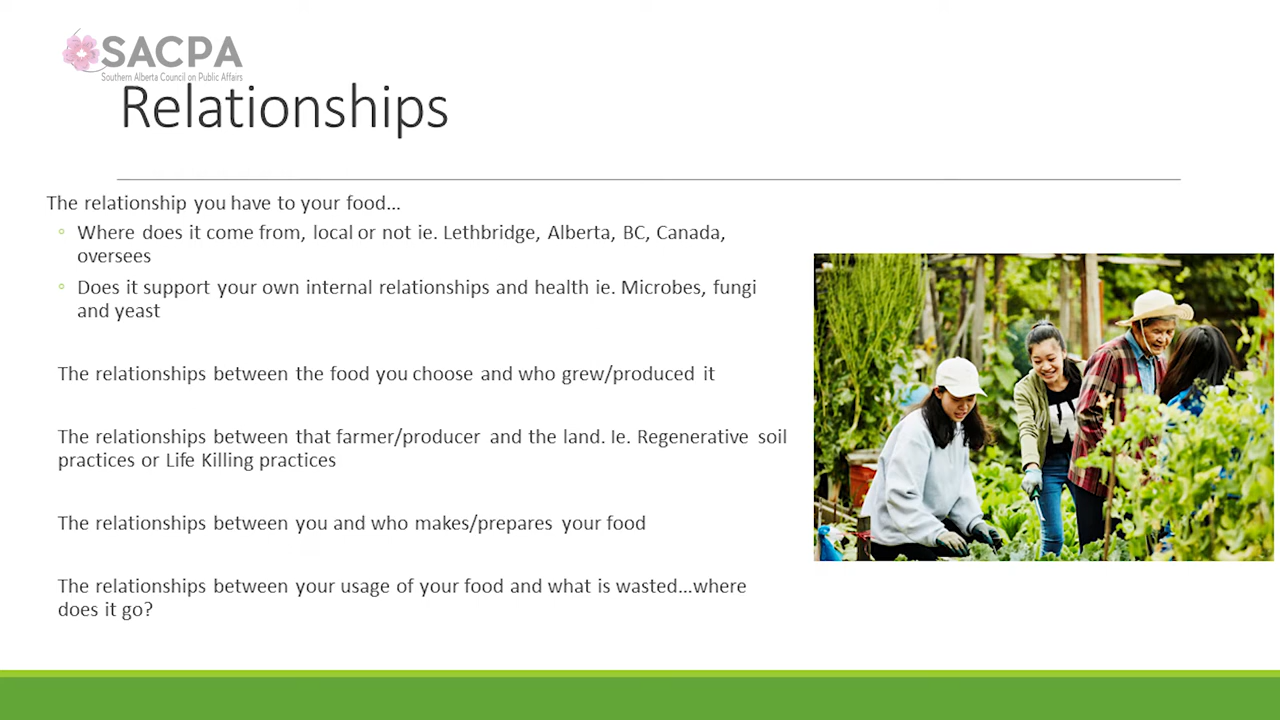 SACPA
Southern Alberta Council on Public Affairs
Relationships
The relationship you have to your food...
Where does it come from, local or not ie. Lethbridge, Alberta, BC, Canada,
oversees
Does it support your own internal relationships and health ie. Microbes, fungi
and yeast
The relationships between the food you choose and who grew/produced it
The relationships between that farmer/producer and the land. Ie. Regenerative soil
practices or Life Killing practices
The relationships between you and who makes/prepares your food
The relationships between your usage of your food and what is wasted...where
does it go?